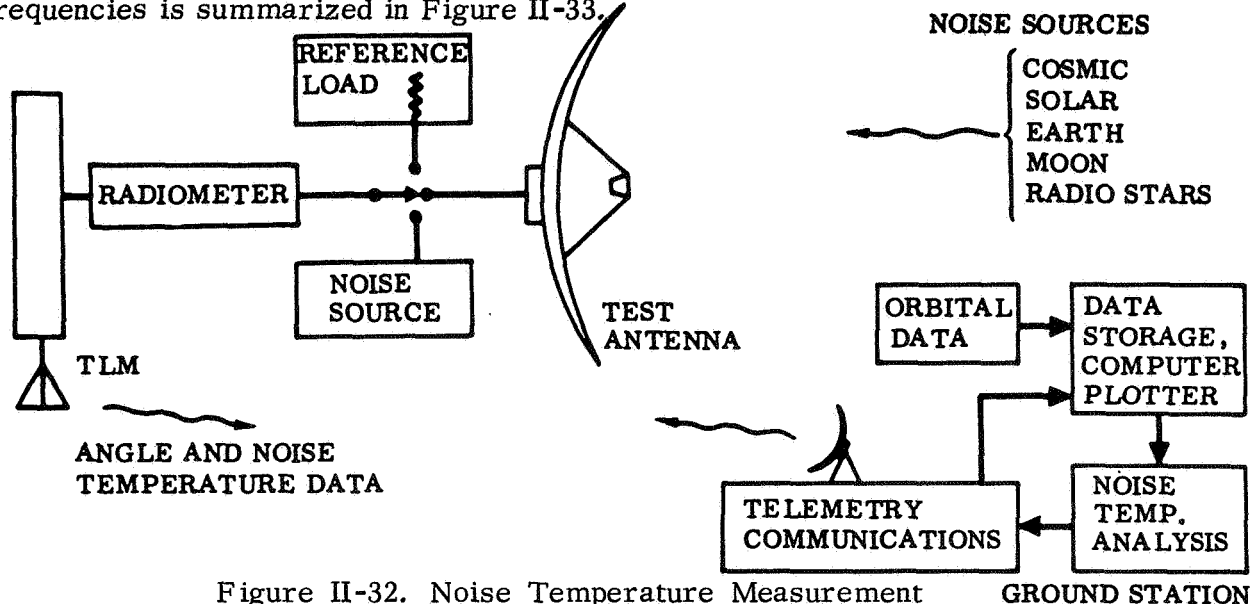 requencies is summarized in Figure II-33.
REFERENCE
LOAD
RADIOMETER
NOISE
SOURCE
TEST
ANTENNA
TLM
ANGLE AND NOISE
TEMPERATURE DATA
NOISE SOURCES
COSMIC
SOLAR
EARTH
MOON
RADIO STARS
ORBITAL
DATA
DATA
STORAGE,
COMPUTER
PLOTTER
TELEMETRY
COMMUNICATIONS
NOISE
TEMP.
ANALYSIS
GROUND STATION
Figure II-32. Noise Temperature Measurement